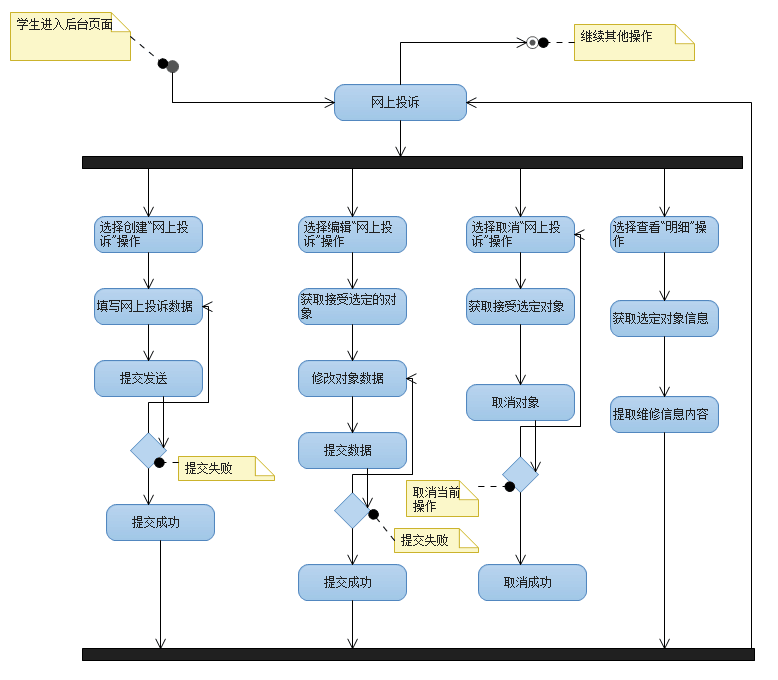 学生进入后台页面
继续其他操作
网上投诉
选择创建“网上投
诉”操作
选择编辑“网上投
诉”操作
选择取消“网上投
诉”操作
选择查看“明细”操
作
填写网上投诉数据
获取接受选定的对
象
获取接受选定对象
获取选定对象信息
提交发送
修改对象数据
取消对象
提取维修信息内容
提交数据
提交失败
取消当前
操作
提交成功
提交失败
提交成功
取消成功